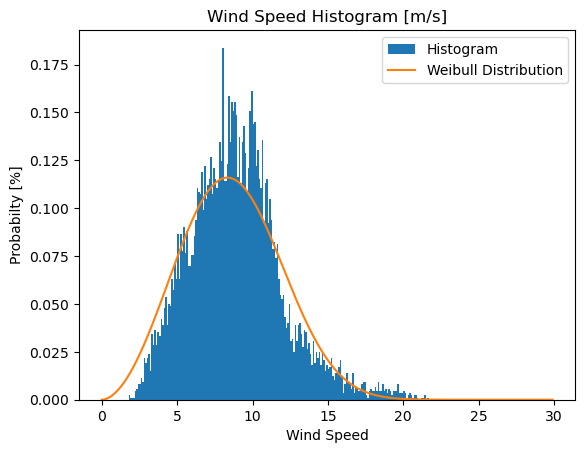 Wind Speed Histogram [m/s]
Histogram
Weibull Distribution
Probabilty [%]
0.175
0.150
0.125
0.100
0.075
0.050
0.025
0.000
0 5 10 15 20 25 30
Wind Speed